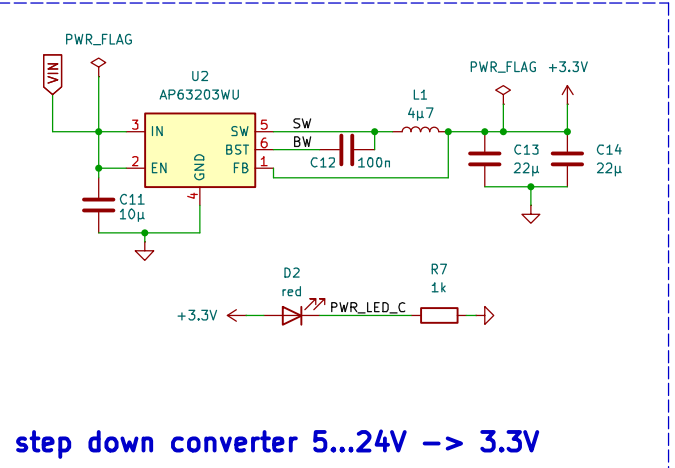 PWR_FLAG
VIN
U2
AP63203WU
3 IN
2 EN
GND
4
SW 5
BST 6
FB 1
SW
BW
C12 100n
L1
4µ7
PWR_FLAG +3.3V
C13
22µ
C14
22µ
C11
10µ
D2
red
+3.3V
PWR_LED_C
R7
1k
step down converter 5...24V -> 3.3V